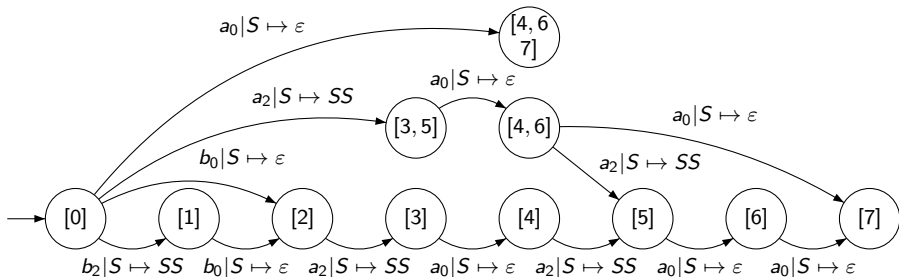 a₀|S ↦ ε
[4, 6
7]
a₀|S ↦ ε
a₂|S ↦ SS
a₀|S ↦ ε
[3, 5]
[4, 6]
b₀|S ↦ ε
a₂|S ↦ SS
[0] [1] [2] [3] [4] [5] [6] [7]
b₂|S ↦ SS b₀|S ↦ ε a₂|S ↦ SS a₀|S ↦ ε a₂|S ↦ SS a₀|S ↦ ε a₀|S ↦ ε